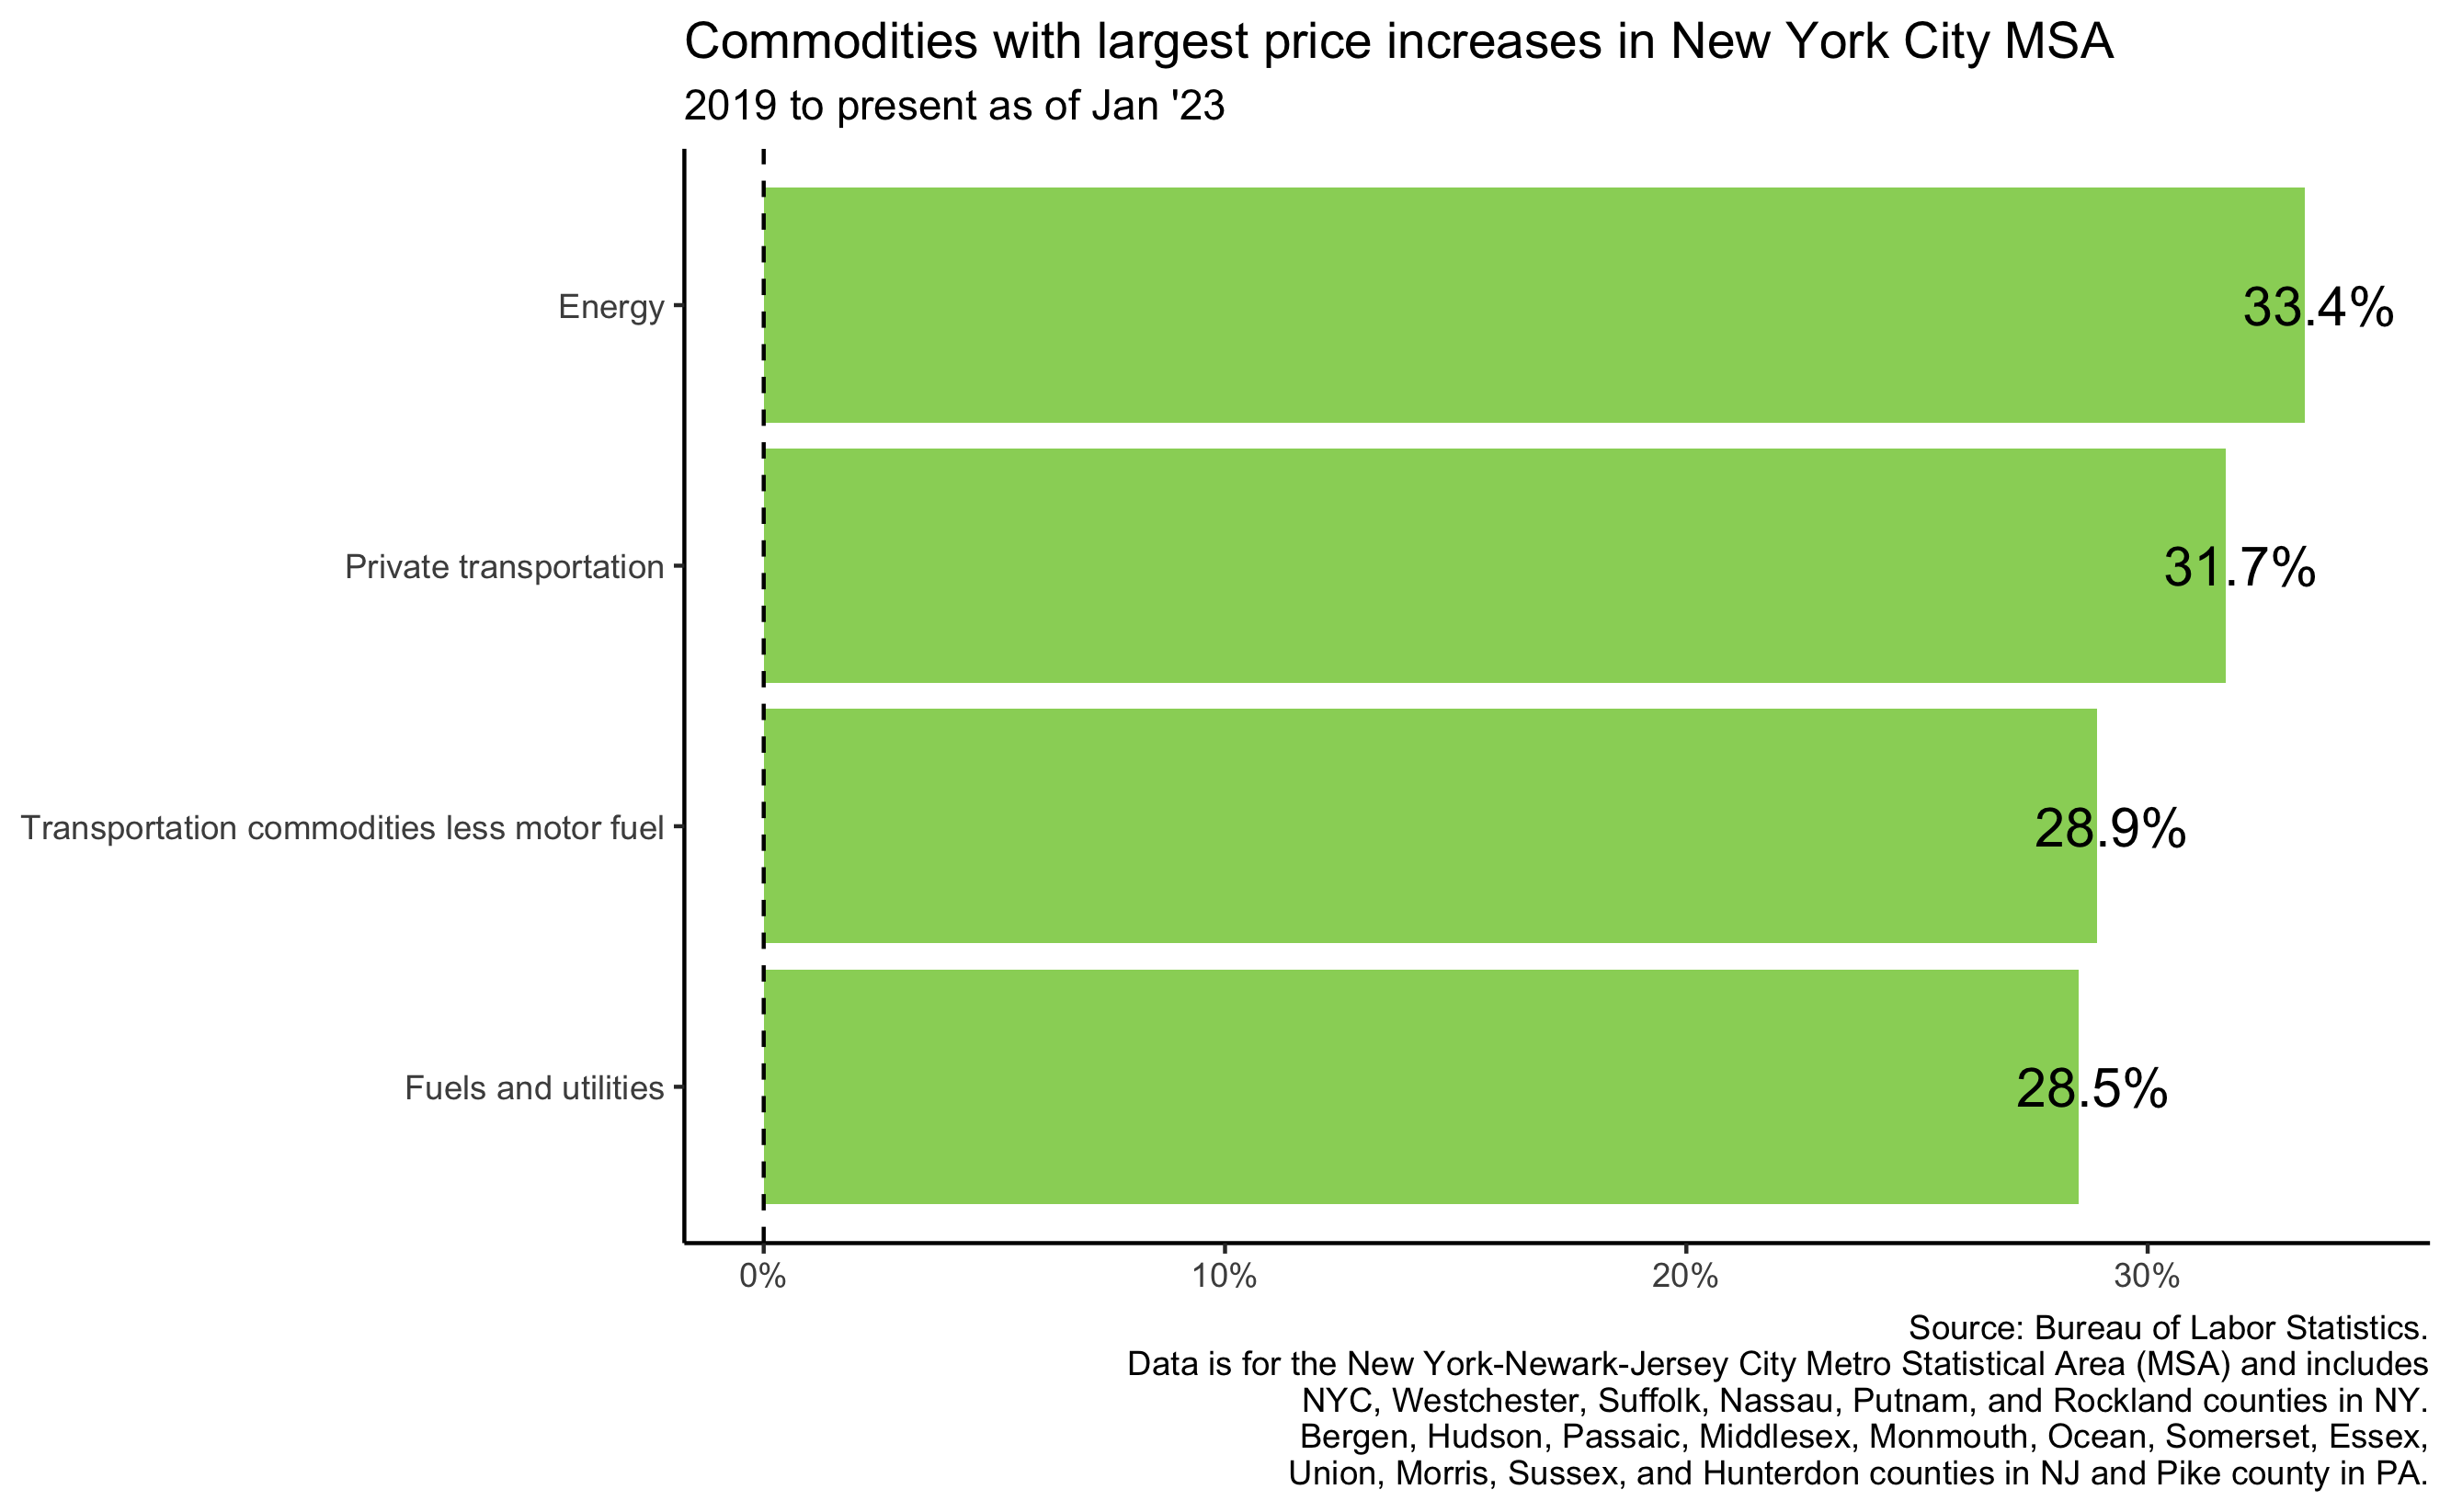 Commodities with largest price increases in New York City MSA
2019 to present as of Jan '23
Energy
33.4%
Private transportation
31.7%
Transportation commodities less motor fuel
28.9%
Fuels and utilities
28.5%
0%
10%
20%
30%
Source: Bureau of Labor Statistics.
Data is for the New York-Newark-Jersey City Metro Statistical Area (MSA) and includes
NYC, Westchester, Suffolk, Nassau, Putnam, and Rockland counties in NY.
Bergen, Hudson, Passaic, Middlesex, Monmouth, Ocean, Somerset, Essex,
Union, Morris, Sussex, and Hunterdon counties in NJ and Pike county in PA.